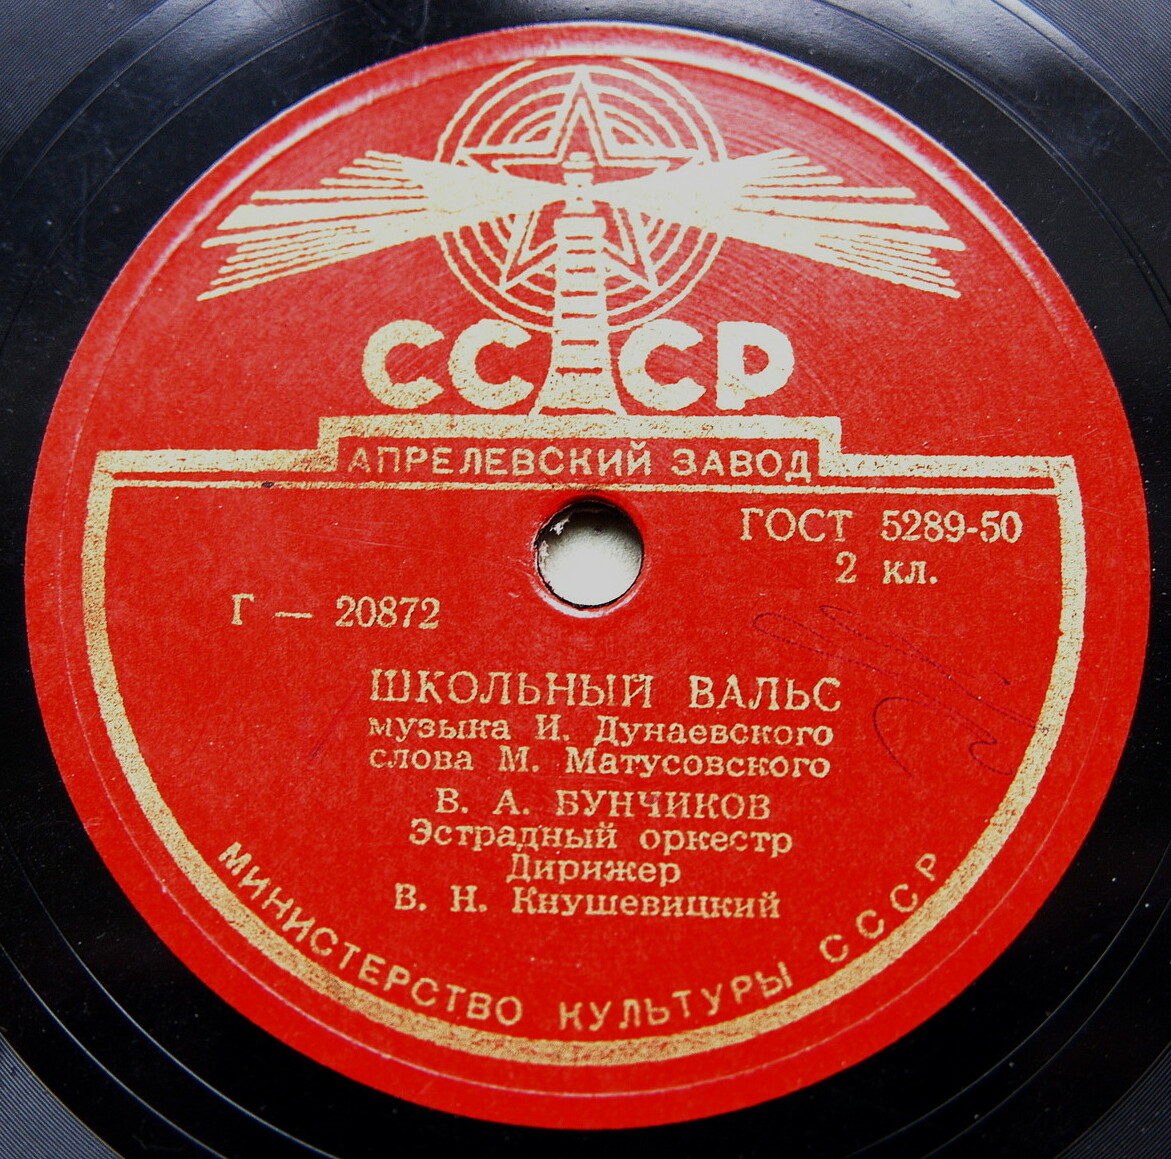 СССР
АПРЕЛЕВСКИЙ ЗАВОД
ГОСТ 5289-50
2 кл.
Г — 20872
ШКОЛЬНЫЙ ВАЛЬС
музыка И. Дунаевского
слова М. Матусовского
В. А. БУНЧИКОВ
Эстрадный оркестр
Дирижер
В. Н. Кнушевицкий
МИНИСТЕРСТВО КУЛЬТУРЫ СССР